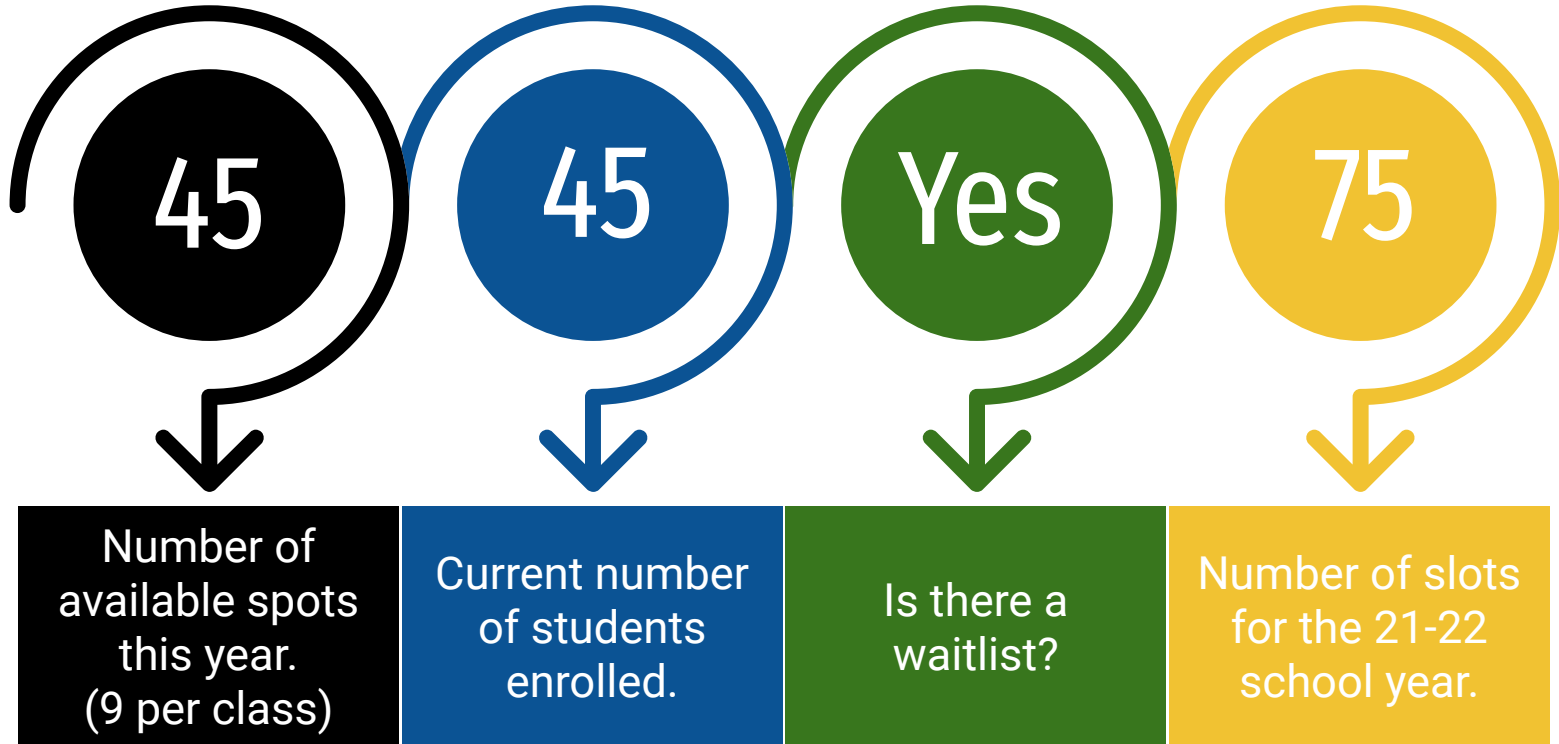 45
Number of
available spots
this year.
(9 per class)
45
Current number
of students
enrolled.
Yes
Is there a
waitlist?
75
Number of slots
for the 21-22
school year.